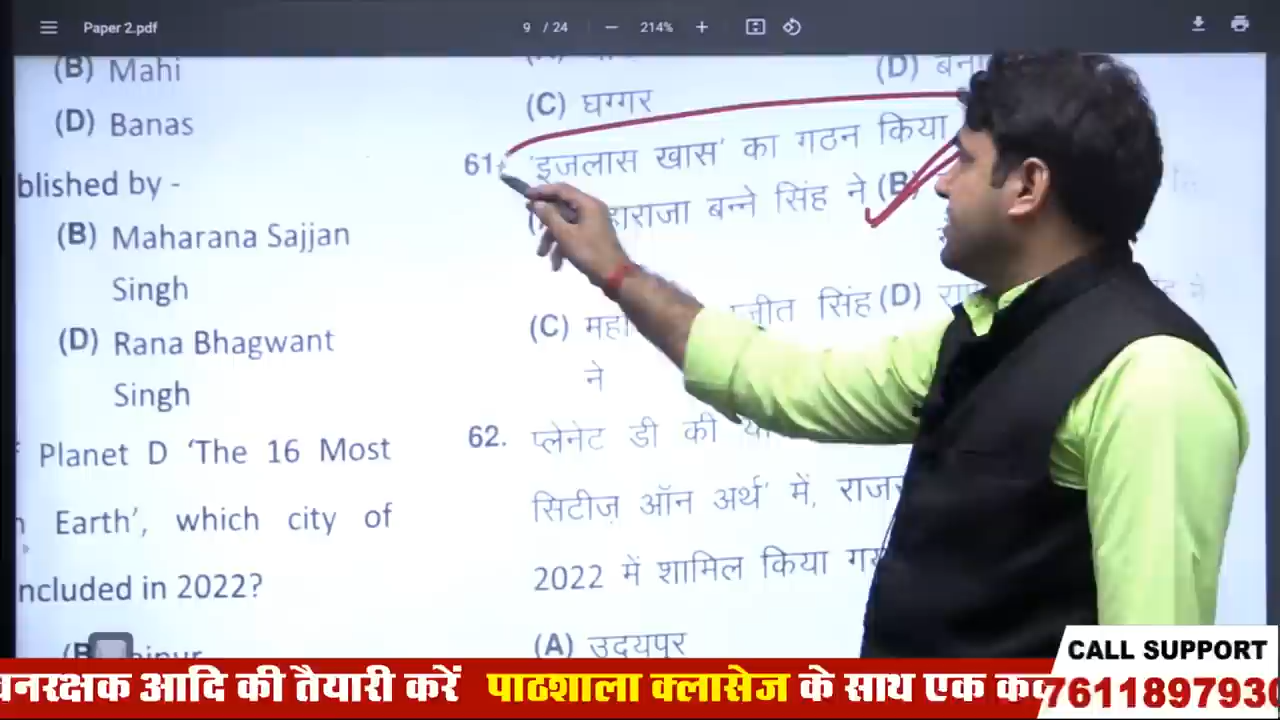 Paper 2.pdf
9 / 24
214%
(B) Mahi
(D) Banas
blished by -
(B) Maharana Sajjan
Singh
(D) Rana Bhagwant
Singh
Planet D 'The 16 Most
Earth', which city of
ncluded in 2022?
(C) घग्गर
(D)
61. 'इजलास खास' का गठन किया
हाराजा बन्ने सिंह ने (B)
(C)
जीत सिंह (D)
ने
62. प्लेनेट डी की
सिटीज़ ऑन अर्थ' में,
2022 में शामिल किया
(A) उदयपुर
आदि की तैयारी करें पाठशाला क्लासेज के साथ एक
CALL SUPPORT
7611897930